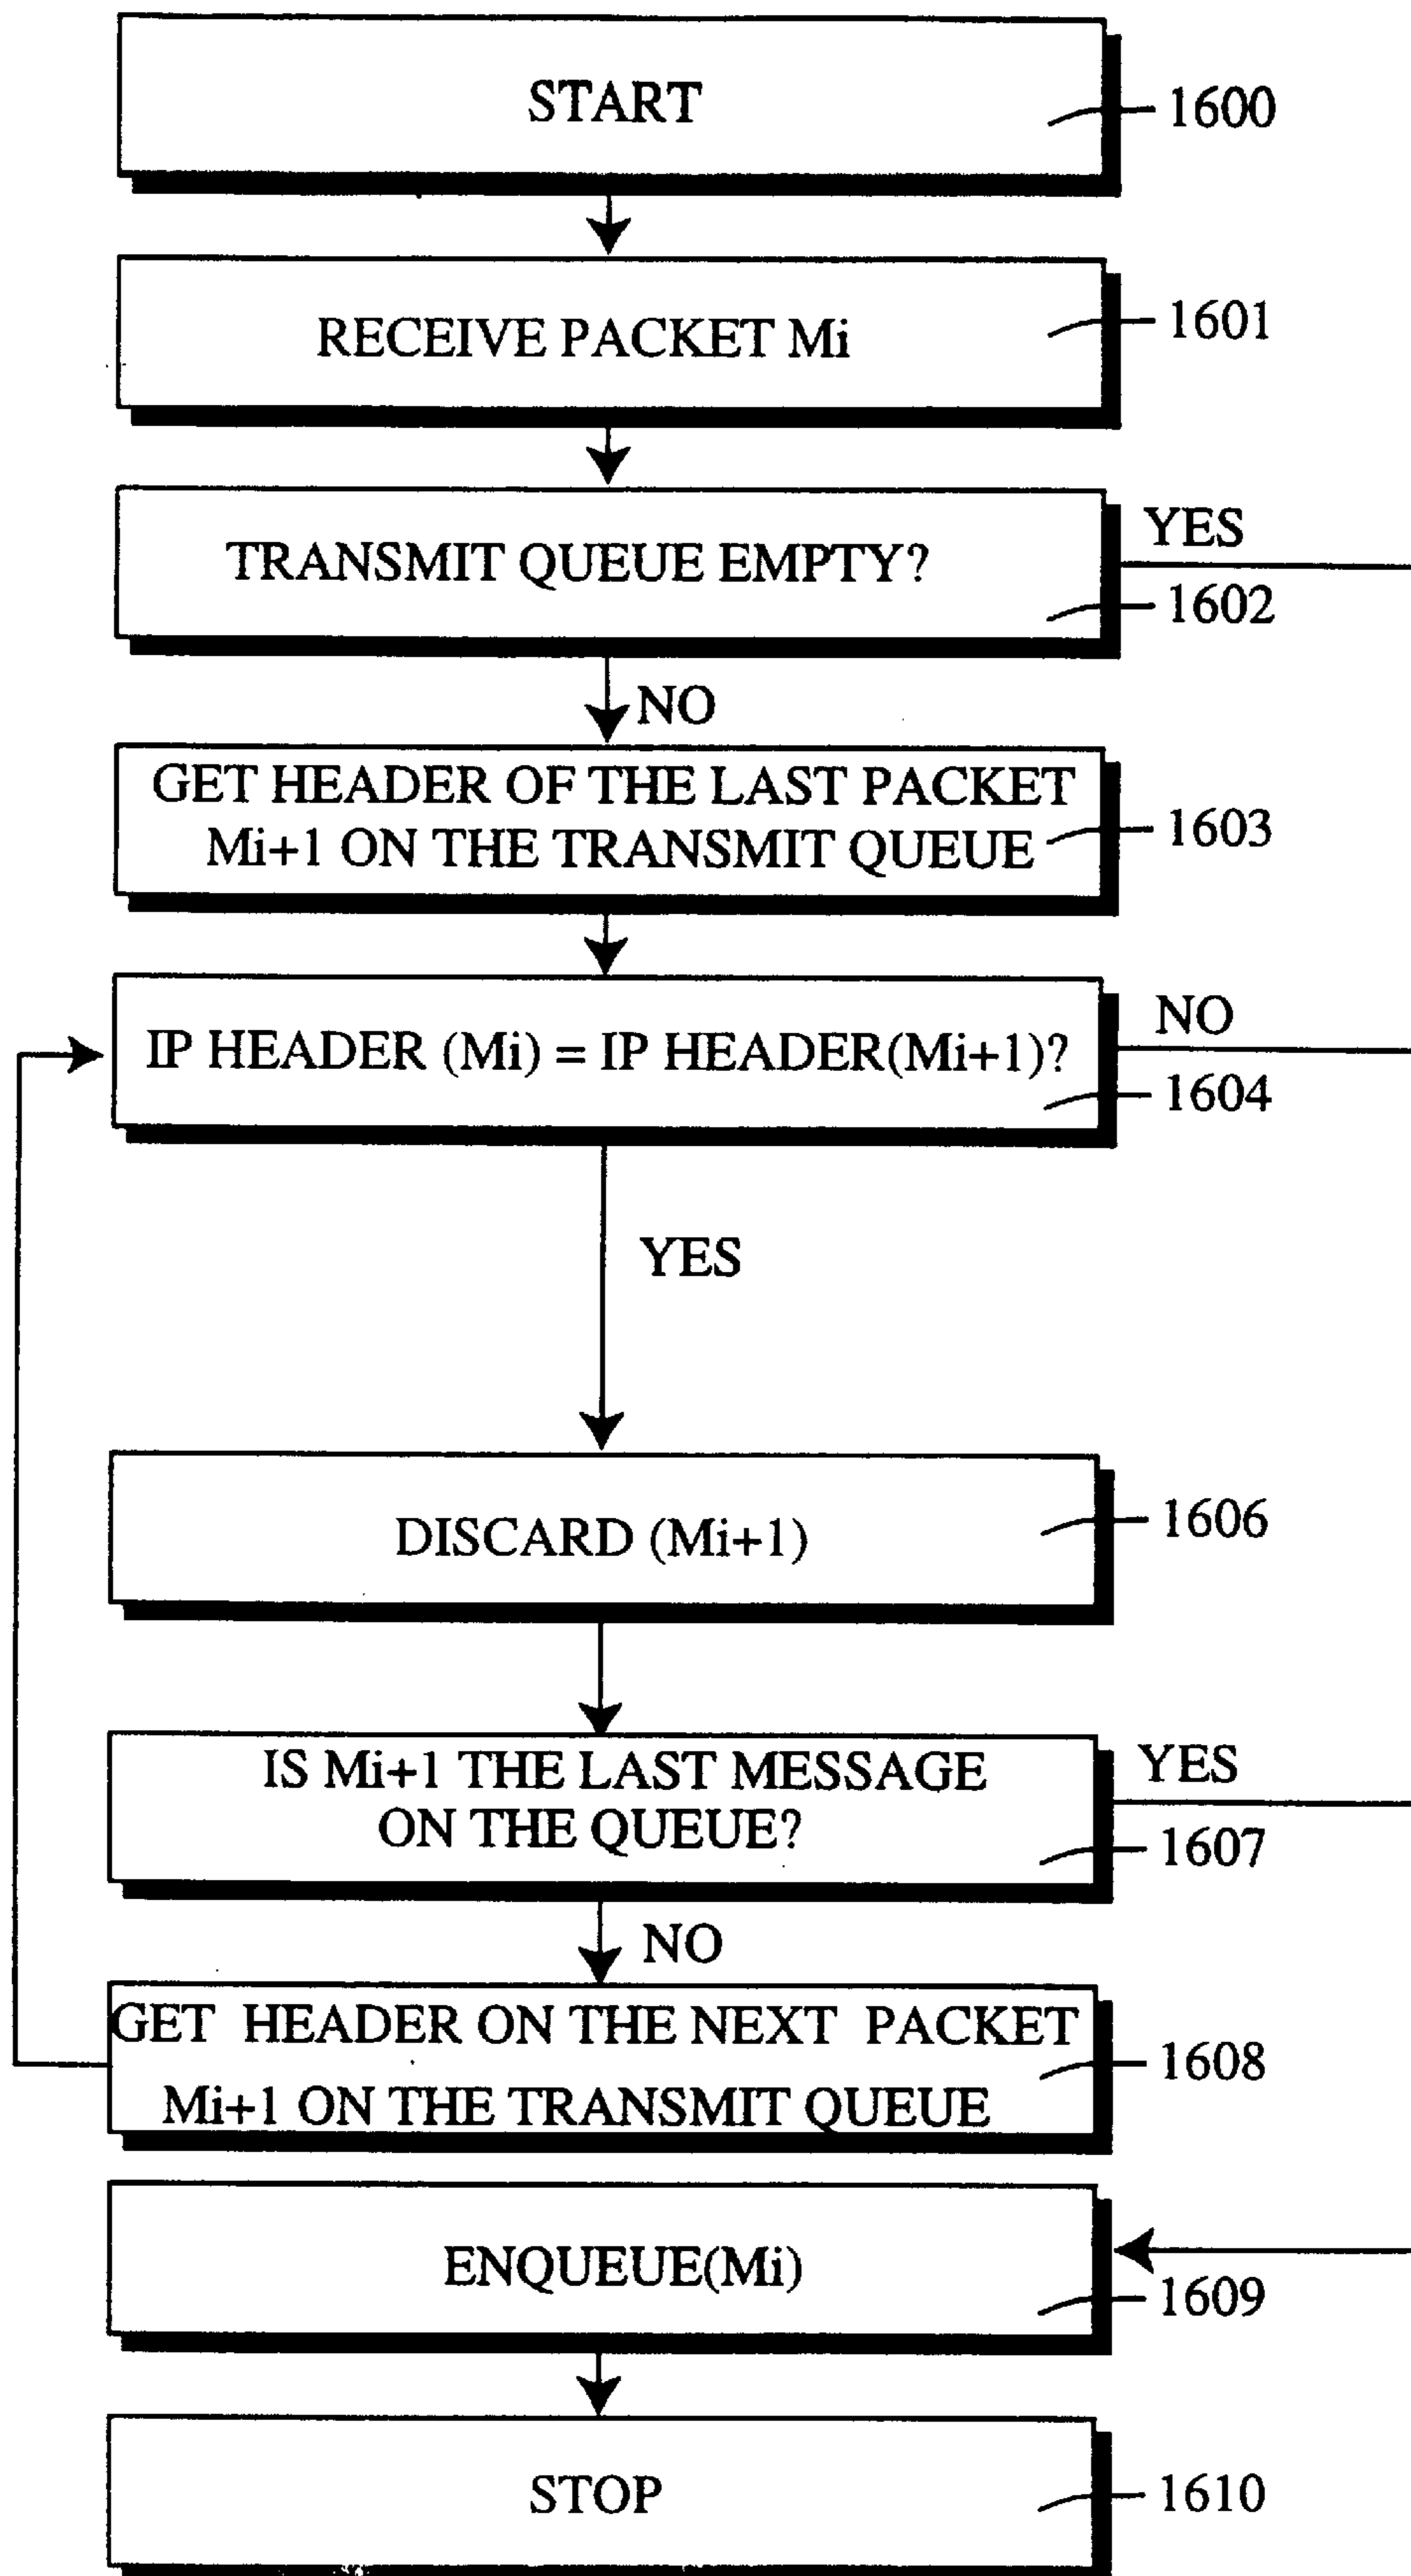 START
1600
RECEIVE PACKET Mi
1601
TRANSMIT QUEUE EMPTY?
YES
1602
NO
GET HEADER OF THE LAST PACKET
Mi+1 ON THE TRANSMIT QUEUE
1603
IP HEADER (Mi) = IP HEADER(Mi+1)?
NO
1604
YES
DISCARD (Mi+1)
1606
IS Mi+1 THE LAST MESSAGE
ON THE QUEUE?
YES
1607
NO
GET HEADER ON THE NEXT PACKET
Mi+1 ON THE TRANSMIT QUEUE
1608
ENQUEUE(Mi)
1609
STOP
1610